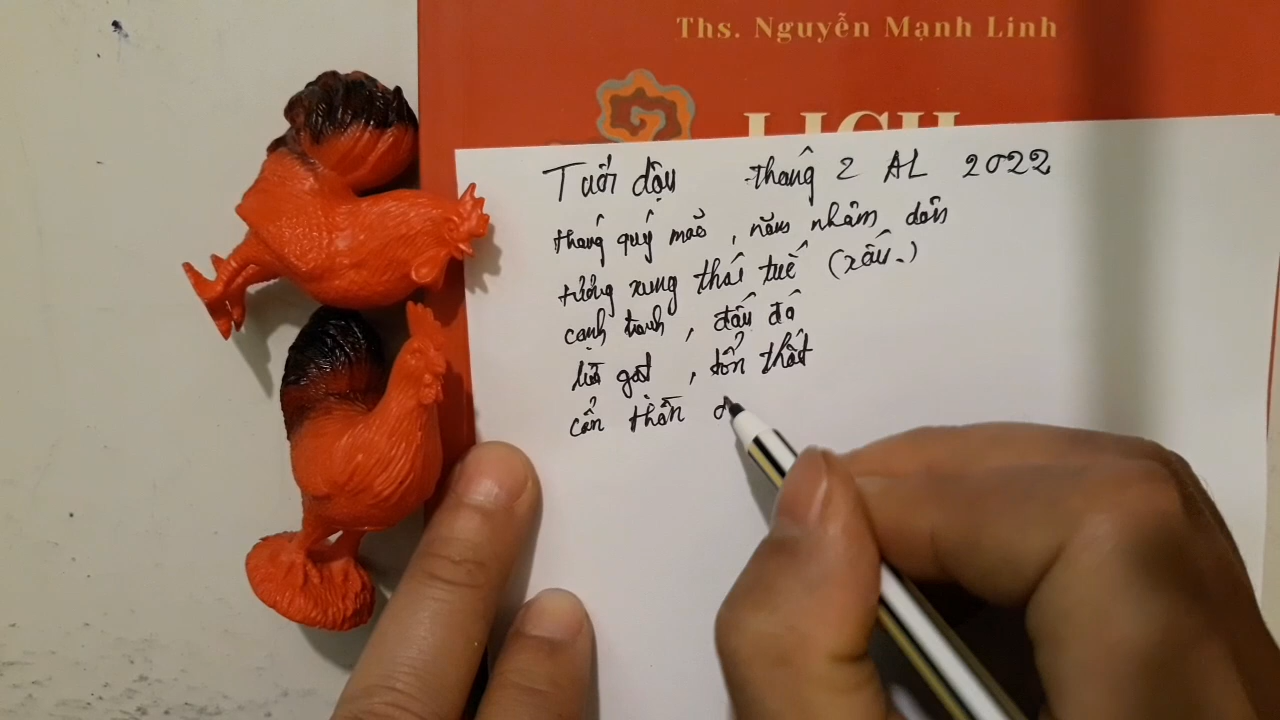 Ths. Nguyễn Mạnh Linh
LỊCH
Tuổi dậu tháng 2 AL 2022
tháng quý mão, năm nhâm dần
tướng xung thái tuế (xấu.)
cạnh tranh, đấu đá
lừa gạt, tổn thất
cẩn thận